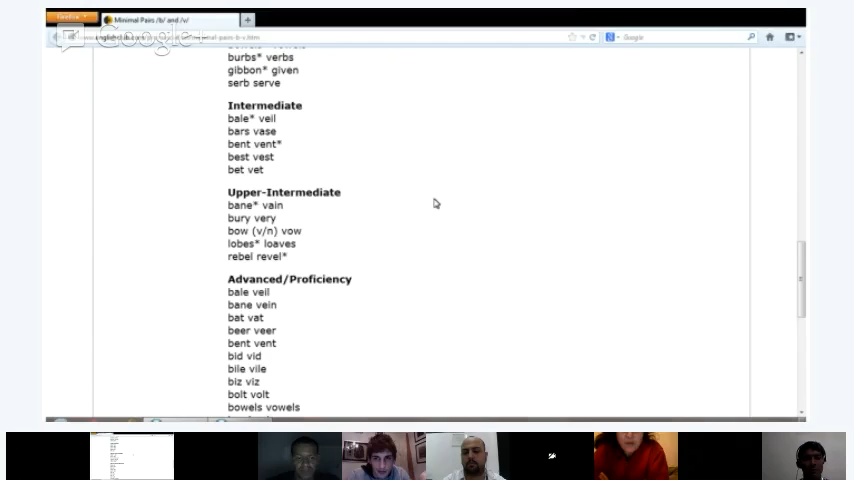 Firefox
Minimal Pairs /b/ and /v/
Google+
Google
burbs* verbs
gibbon* given
serb serve
Intermediate
bale* veil
bars vase
bent vent*
best vest
bet vet
Upper-Intermediate
bane* vain
bury very
bow (v/n) vow
lobes* loaves
rebel revel*
Advanced/Proficiency
bale veil
bane vein
bat vat
beer veer
bent vent
bid vid
bile vile
biz viz
bolt volt
bowels vowels